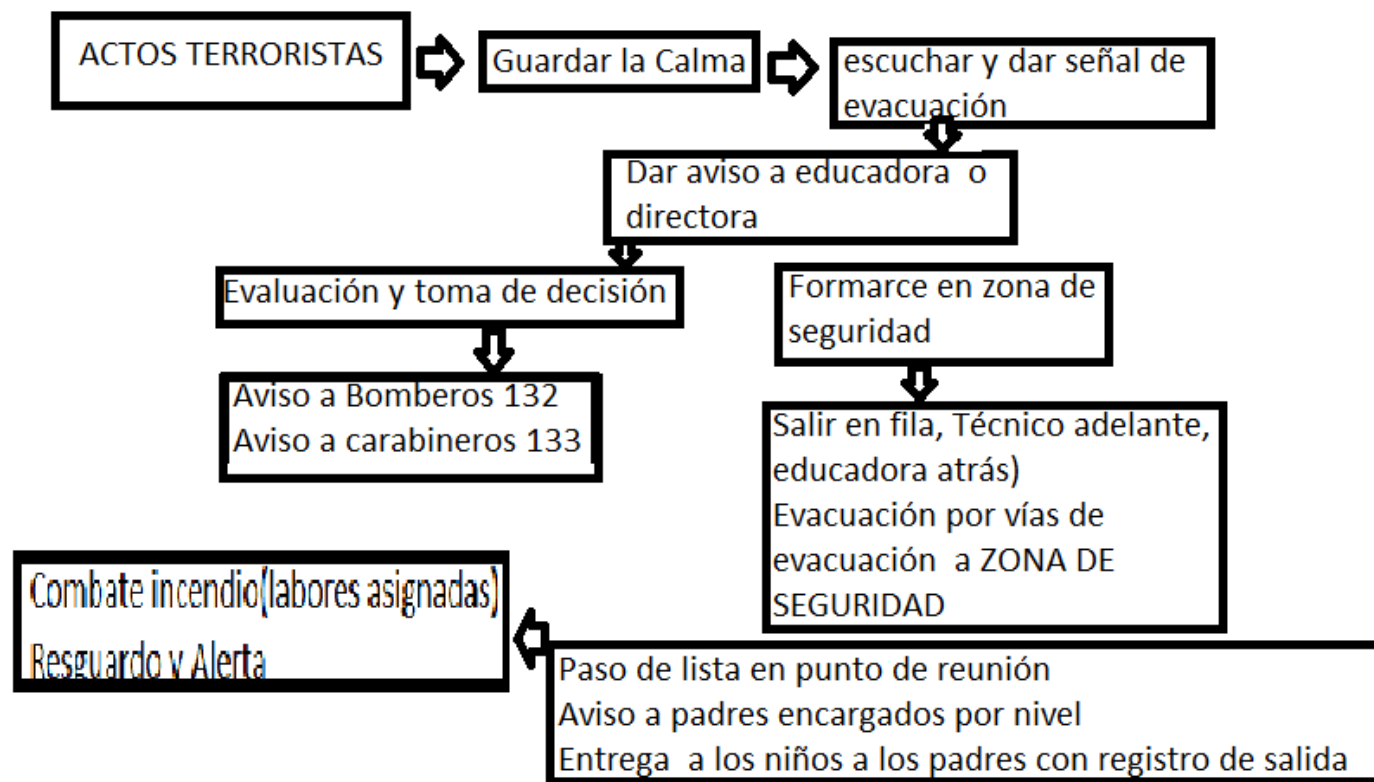 ACTOS TERRORISTAS
Guardar la Calma
escuchar y dar señal de
evacuación
Dar aviso a educadora o
directora
Evaluación y toma de decisión
Formarce en zona de
seguridad
Aviso a Bomberos 132
Aviso a carabineros 133
Salir en fila, Técnico adelante,
educadora atrás)
Evacuación por vías de
evacuación a ZONA DE
SEGURIDAD
Combate incendio(labores asignadas)
Resguardo y Alerta
Paso de lista en punto de reunión
Aviso a padres encargados por nivel
Entrega a los niños a los padres con registro de salida